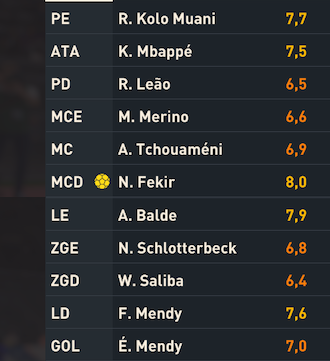 PE R. Kolo Muani 7,7
ATA K. Mbappé 7,5
PD R. Leão 6,5
MCE M. Merino 6,6
MC A. Tchouaméni 6,9
MCD N. Fekir 8,0
LE A. Balde 7,9
ZGE N. Schlotterbeck 6,8
ZGD W. Saliba 6,4
LD F. Mendy 7,6
GOL É. Mendy 7,0